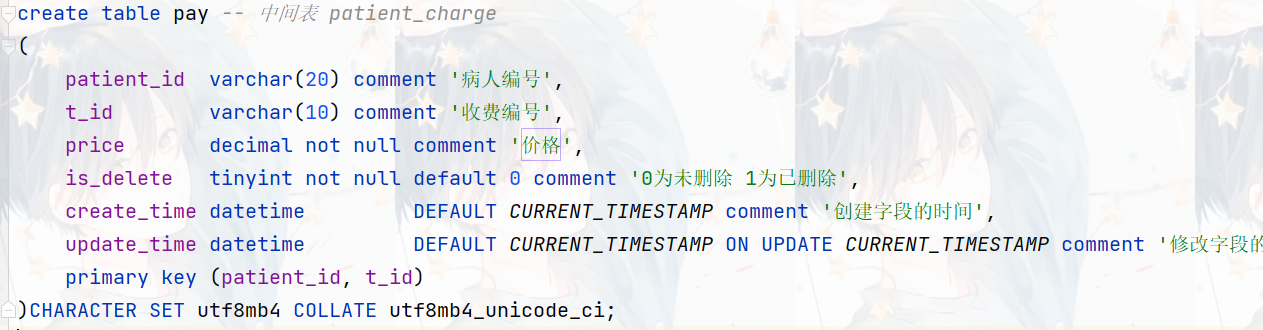 create table pay -- 中间表 patient_charge
(
    patient_id  varchar(20) comment '病人编号',
    t_id        varchar(10) comment '收费编号',
    price       decimal not null comment '价格',
    is_delete   tinyint not null default 0 comment '0为未删除 1为已删除',
    create_time datetime         DEFAULT CURRENT_TIMESTAMP comment '创建字段的时间',
    update_time datetime         DEFAULT CURRENT_TIMESTAMP ON UPDATE CURRENT_TIMESTAMP comment '修改字段的
    primary key (patient_id, t_id)
)CHARACTER SET utf8mb4 COLLATE utf8mb4_unicode_ci;